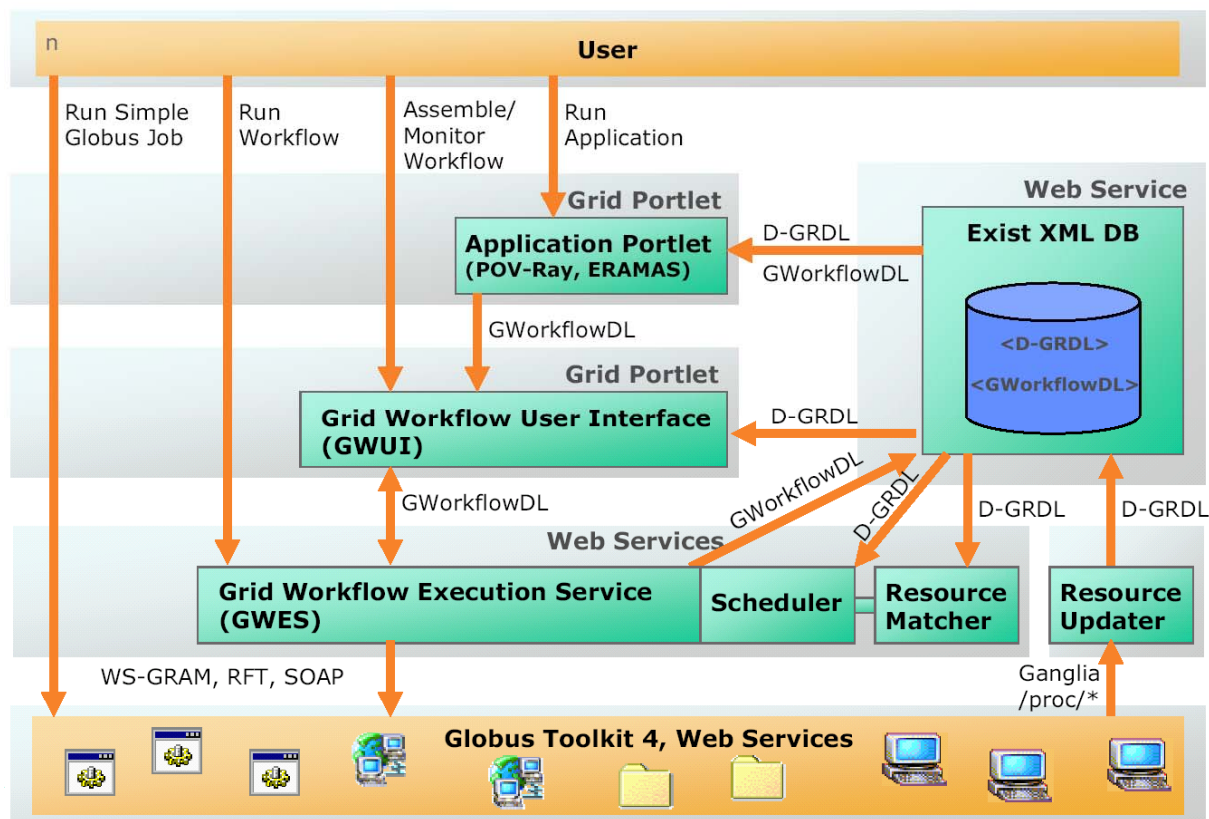 n
User
Run Simple
Globus Job
Run
Workflow
Assemble/
Monitor
Workflow
Run
Application
Grid Portlet
Web Service
Application Portlet
(POV-Ray, ERAMAS)
D-GRDL
GWorkflowDL
Exist XML DB
<D-GRDL>
<GWorkflowDL>
GWorkflowDL
Grid Portlet
Grid Workflow User Interface
(GWUI)
D-GRDL
GWorkflowDL
GWorkflowDL
D-GRDL
D-GRDL
D-GRDL
Web Services
Grid Workflow Execution Service
(GWES)
Scheduler
Resource
Matcher
Resource
Updater
WS-GRAM, RFT, SOAP
Ganglia
/proc/*
Globus Toolkit 4, Web Services